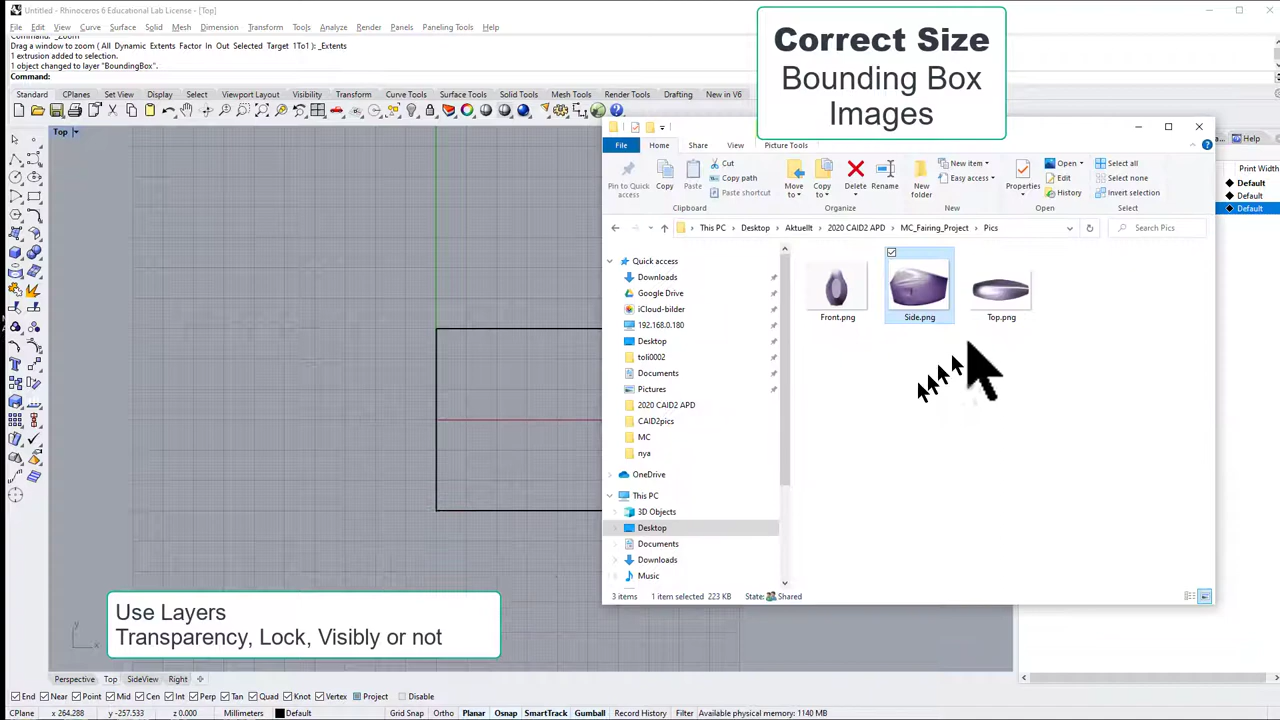 Untitled - Rhinoceros 6 Educational Lab License - [Top]
File Edit View Curve Surface Solid Mesh Dimension Transform Tools Analyze Render Panels Paneling Tools Help
Drag a window to zoom ( All Dynamic Extents Factor In Out Selected Target 1To1 ): _Extents
1 extrusion added to selection.
1 object changed to layer "BoundingBox".
Command:
Standard CPlanes Set View Display Select Viewport Layout Visibility Transform Curve Tools Surface Tools Solid Tools Mesh Tools Render Tools Drafting New in V6
Correct Size
Bounding Box
Images
Top
File Home Share View Picture Tools
Pin to Quick access
Copy
Paste
Cut
Copy path
Paste shortcut
Move to
Copy to
Delete
Rename
New folder
New item
Easy access
Properties
Open
Edit
History
Select all
Select none
Invert selection
Clipboard Organize New Open Select
This PC Desktop Aktuellt 2020 CAID2 APD MC_Fairing_Project Pics
Search Pics
Quick access
Downloads
Google Drive
iCloud-bilder
192.168.0.180
Desktop
toli0002
Documents
Pictures
2020 CAID2 APD
CAID2pics
MC
nya
OneDrive
This PC
3D Objects
Desktop
Documents
Downloads
Music
Front.png
Side.png
Top.png
3 items 1 item selected 223 KB State: Shared
Help
Print Width
Default
Default
Default
Use Layers
Transparency, Lock, Visibly or not
y
x
Perspective Top SideView Right
End Near Point Mid Cen Int Perp Tan Quad Knot Vertex Project Disable
CPlane x 264.288 y -257.533 z 0.000 Millimeters Default Grid Snap Ortho Planar Osnap SmartTrack Gumball Record History Filter Available physical memory: 1140 MB